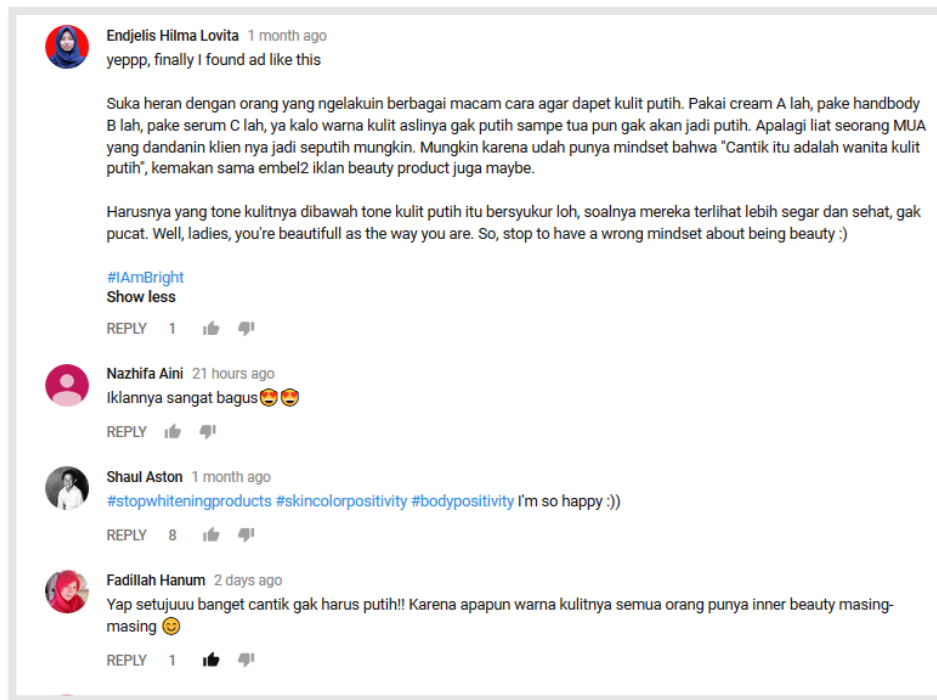 Endjelis Hilma Lovita 1 month ago
yeppp, finally I found ad like this
Suka heran dengan orang yang ngelakuin berbagai macam cara agar dapet kulit putih. Pakai cream A lah, pake handbody
B lah, pake serum C lah, ya kalo warna kulit aslinya gak putih sampe tua pun gak akan jadi putih. Apalagi liat seorang MUA
yang dandanin klien nya jadi seputih mungkin. Mungkin karena udah punya mindset bahwa "Cantik itu adalah wanita kulit
putih", kemakan sama embel2 iklan beauty product juga maybe.
Harusnya yang tone kulitnya dibawah tone kulit putih itu bersyukur loh, soalnya mereka terlihat lebih segar dan sehat, gak
pucat. Well, ladies, you're beautifull as the way you are. So, stop to have a wrong mindset about being beauty :)
#IAmBright
Show less
REPLY 1
Nazhifa Aini 21 hours ago
Iklannya sangat bagus😍😍
REPLY
Shaul Aston 1 month ago
#stopwhiteningproducts #skincolorpositivity #bodypositivity I'm so happy :))
REPLY 8
Fadillah Hanum 2 days ago
Yap setujuuu banget cantik gak harus putih!! Karena apapun warna kulitnya semua orang punya inner beauty masing-
masing 😊
REPLY 1